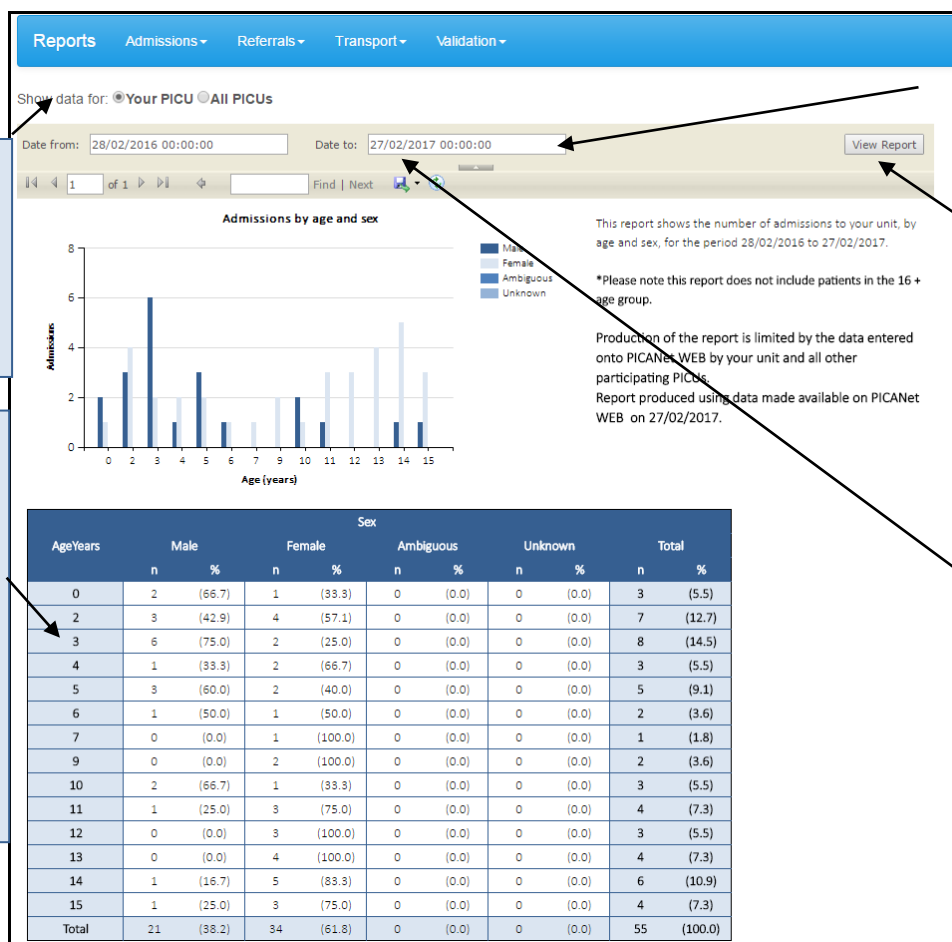 Reports Admissions Referrals Transport Validation
Show data for: Your PICU All PICUs
Date from: 28/02/2016 00:00:00 Date to: 27/02/2017 00:00:00 View Report
1 of 1 Find | Next
Admissions by age and sex
8
6
4
2
0
Admissions
0 2 3 4 5 6 7 9 10 11 12 13 14 15
Age (years)
Male
Female
Ambiguous
Unknown
This report shows the number of admissions to your unit, by
age and sex, for the period 28/02/2016 to 27/02/2017.
*Please note this report does not include patients in the 16 +
age group.
Production of the report is limited by the data entered
onto PICANet WEB by your unit and all other
participating PICUs.
Report produced using data made available on PICANet
WEB on 27/02/2017.
Sex
AgeYears Male Female Ambiguous Unknown Total
n % n % n % n % n %
0 2 (66.7) 1 (33.3) 0 (0.0) 0 (0.0) 3 (5.5)
2 3 (42.9) 4 (57.1) 0 (0.0) 0 (0.0) 7 (12.7)
3 6 (75.0) 2 (25.0) 0 (0.0) 0 (0.0) 8 (14.5)
4 1 (33.3) 2 (66.7) 0 (0.0) 0 (0.0) 3 (5.5)
5 3 (60.0) 2 (40.0) 0 (0.0) 0 (0.0) 5 (9.1)
6 1 (50.0) 1 (50.0) 0 (0.0) 0 (0.0) 2 (3.6)
7 0 (0.0) 1 (100.0) 0 (0.0) 0 (0.0) 1 (1.8)
9 0 (0.0) 2 (100.0) 0 (0.0) 0 (0.0) 2 (3.6)
10 2 (66.7) 1 (33.3) 0 (0.0) 0 (0.0) 3 (5.5)
11 1 (25.0) 3 (75.0) 0 (0.0) 0 (0.0) 4 (7.3)
12 0 (0.0) 3 (100.0) 0 (0.0) 0 (0.0) 3 (5.5)
13 0 (0.0) 4 (100.0) 0 (0.0) 0 (0.0) 4 (7.3)
14 1 (16.7) 5 (83.3) 0 (0.0) 0 (0.0) 6 (10.9)
15 1 (25.0) 3 (75.0) 0 (0.0) 0 (0.0) 4 (7.3)
Total 21 (38.2) 34 (61.8) 0 (0.0) 0 (0.0) 55 (100.0)